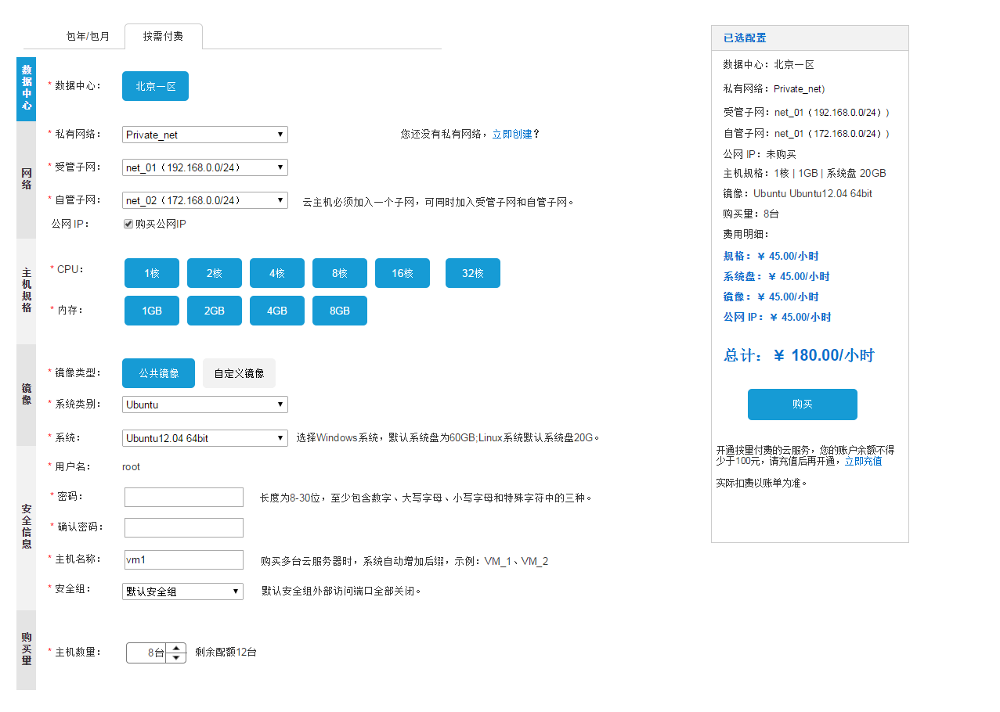 包年/包月
按需付费
数据中心
* 数据中心：
北京一区
网络
* 私有网络：
Private_net
您还没有私有网络，立即创建？
* 受管子网：
net_01（192.168.0.0/24）
* 自管子网：
net_02（172.168.0.0/24）
云主机必须加入一个子网，可同时加入受管子网和自管子网。
公网 IP：
购买公网IP
主机规格
* CPU：
1核
2核
4核
8核
16核
32核
* 内存：
1GB
2GB
4GB
8GB
镜像
* 镜像类型：
公共镜像
自定义镜像
* 系统类别：
Ubuntu
* 系统：
Ubuntu12.04 64bit
选择Windows系统，默认系统盘为60GB;Linux系统默认系统盘20G。
安全信息
* 用户名：
root
* 密码：
长度为8-30位，至少包含数字、大写字母、小写字母和特殊字符中的三种。
* 确认密码：
* 主机名称：
vm1
购买多台云服务器时，系统自动增加后缀，示例：VM_1、VM_2
* 安全组：
默认安全组
默认安全组外部访问端口全部关闭。
购买量
* 主机数量：
8台
剩余配额12台
已选配置
数据中心：北京一区
私有网络：Private_net)
受管子网：net_01（192.168.0.0/24）)
自管子网：net_01（172.168.0.0/24）)
公网 IP：未购买
主机规格：1核 | 1GB | 系统盘 20GB
镜像：Ubuntu Ubuntu12.04 64bit
购买量：8台
费用明细：
规格：¥ 45.00/小时
系统盘：¥ 45.00/小时
镜像：¥ 45.00/小时
公网 IP：¥ 45.00/小时
总计：¥ 180.00/小时
购买
开通按量付费的云服务，您的账户余额不得
少于100元，请充值后再开通，立即充值
实际扣费以账单为准。